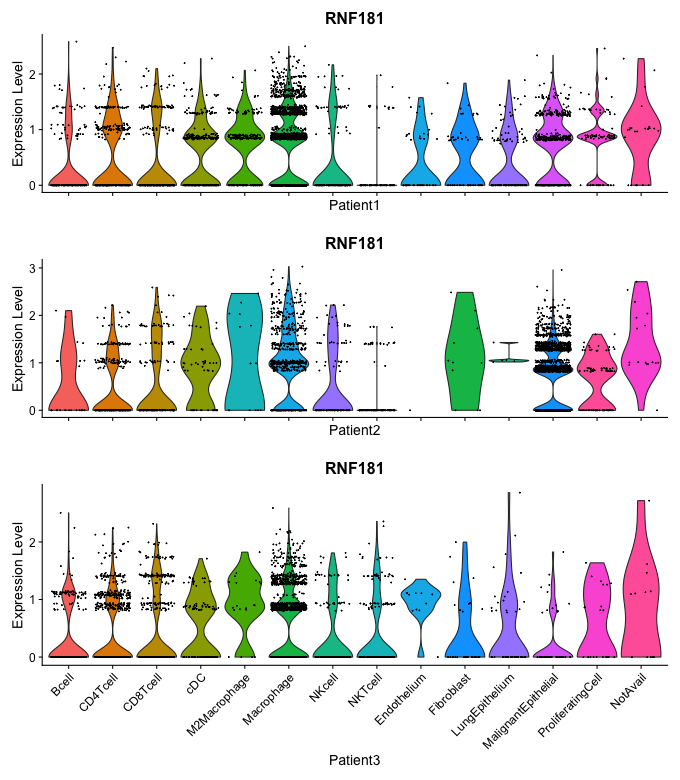 RNF181
Expression Level
2
1
0
Patient1
RNF181
Expression Level
3
2
1
0
Patient2
RNF181
Expression Level
2
1
0
Bcell
CD4Tcell
CD8Tcell
cDC
M2Macrophage
Macrophage
NKcell
NKTcell
Endothelium
Fibroblast
LungEpithelium
MalignantEpithelial
ProliferatingCell
NotAvail
Patient3